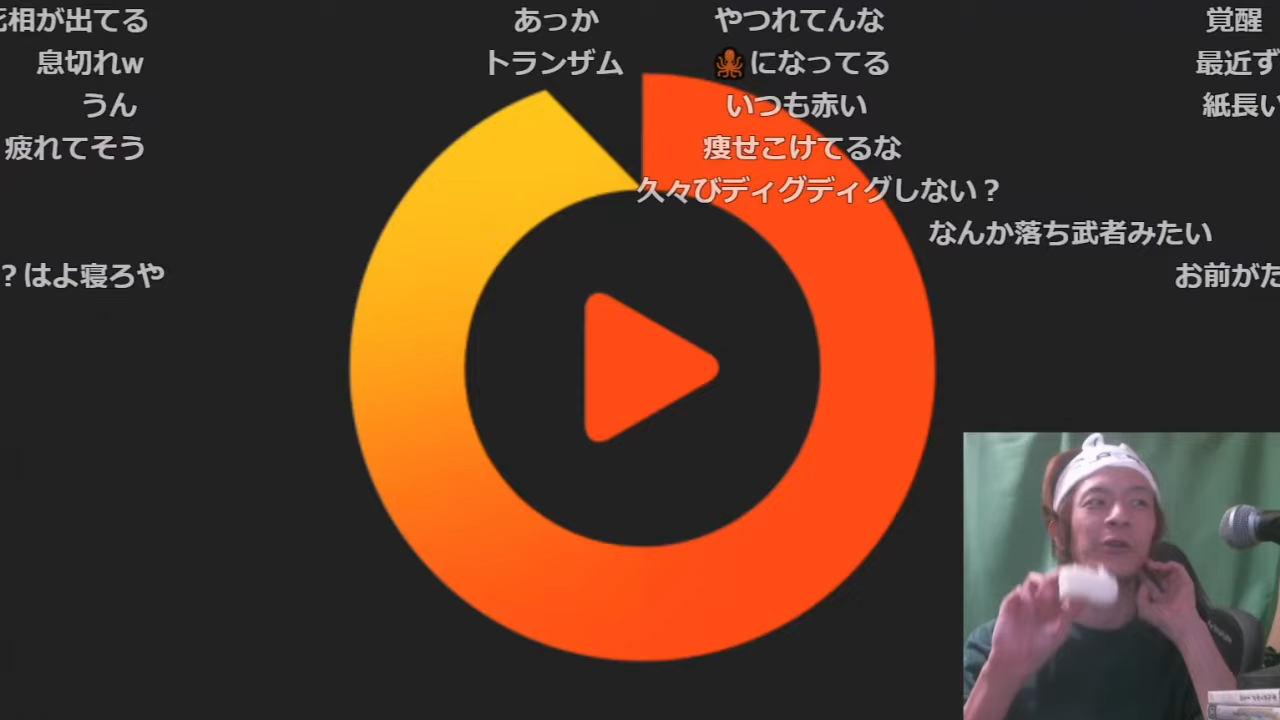 死相が出てる
あっか
やつれてんな
覚醒
息切れw
トランザム
🐙になってる
最近ず
うん
いつも赤い
紙長い
疲れてそう
痩せこけてるな
久々びディグディグしない？
なんか落ち武者みたい
？はよ寝ろや
お前がた